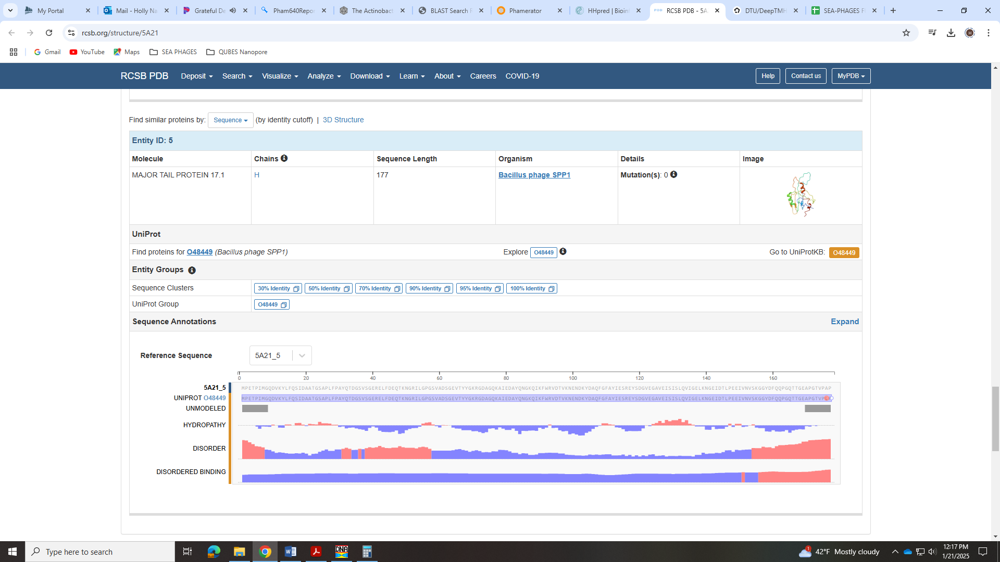 My Portal
Mail - Holly Na
Grateful De
Pham640Repo
The Actinobact
BLAST Search R
Phamerator
HHpred | Bioin
RCSB PDB - 5A
DTU/DeepTMH
SEA-PHAGES F
rcsb.org/structure/5A21
Gmail YouTube Maps SEA PHAGES QUBES Nanopore
RCSB PDB Deposit Search Visualize Analyze Download Learn About Careers COVID-19 Help Contact us MyPDB
Find similar proteins by: Sequence (by identity cutoff) | 3D Structure
Entity ID: 5
Molecule Chains Sequence Length Organism Details Image
MAJOR TAIL PROTEIN 17.1 H 177 Bacillus phage SPP1 Mutation(s): 0
UniProt
Find proteins for O48449 (Bacillus phage SPP1) Explore O48449 Go to UniProtKB: O48449
Entity Groups
Sequence Clusters 30% Identity 50% Identity 70% Identity 90% Identity 95% Identity 100% Identity
UniProt Group O48449
Sequence Annotations Expand
Reference Sequence 5A21_5
0 20 40 60 80 100 120 140 160
5A21_5
UNIPROT O48449
UNMODELED
HYDROPATHY
DISORDER
DISORDERED BINDING
Type here to search
DNA
1
42°F Mostly cloudy
12:17 PM
1/21/2025